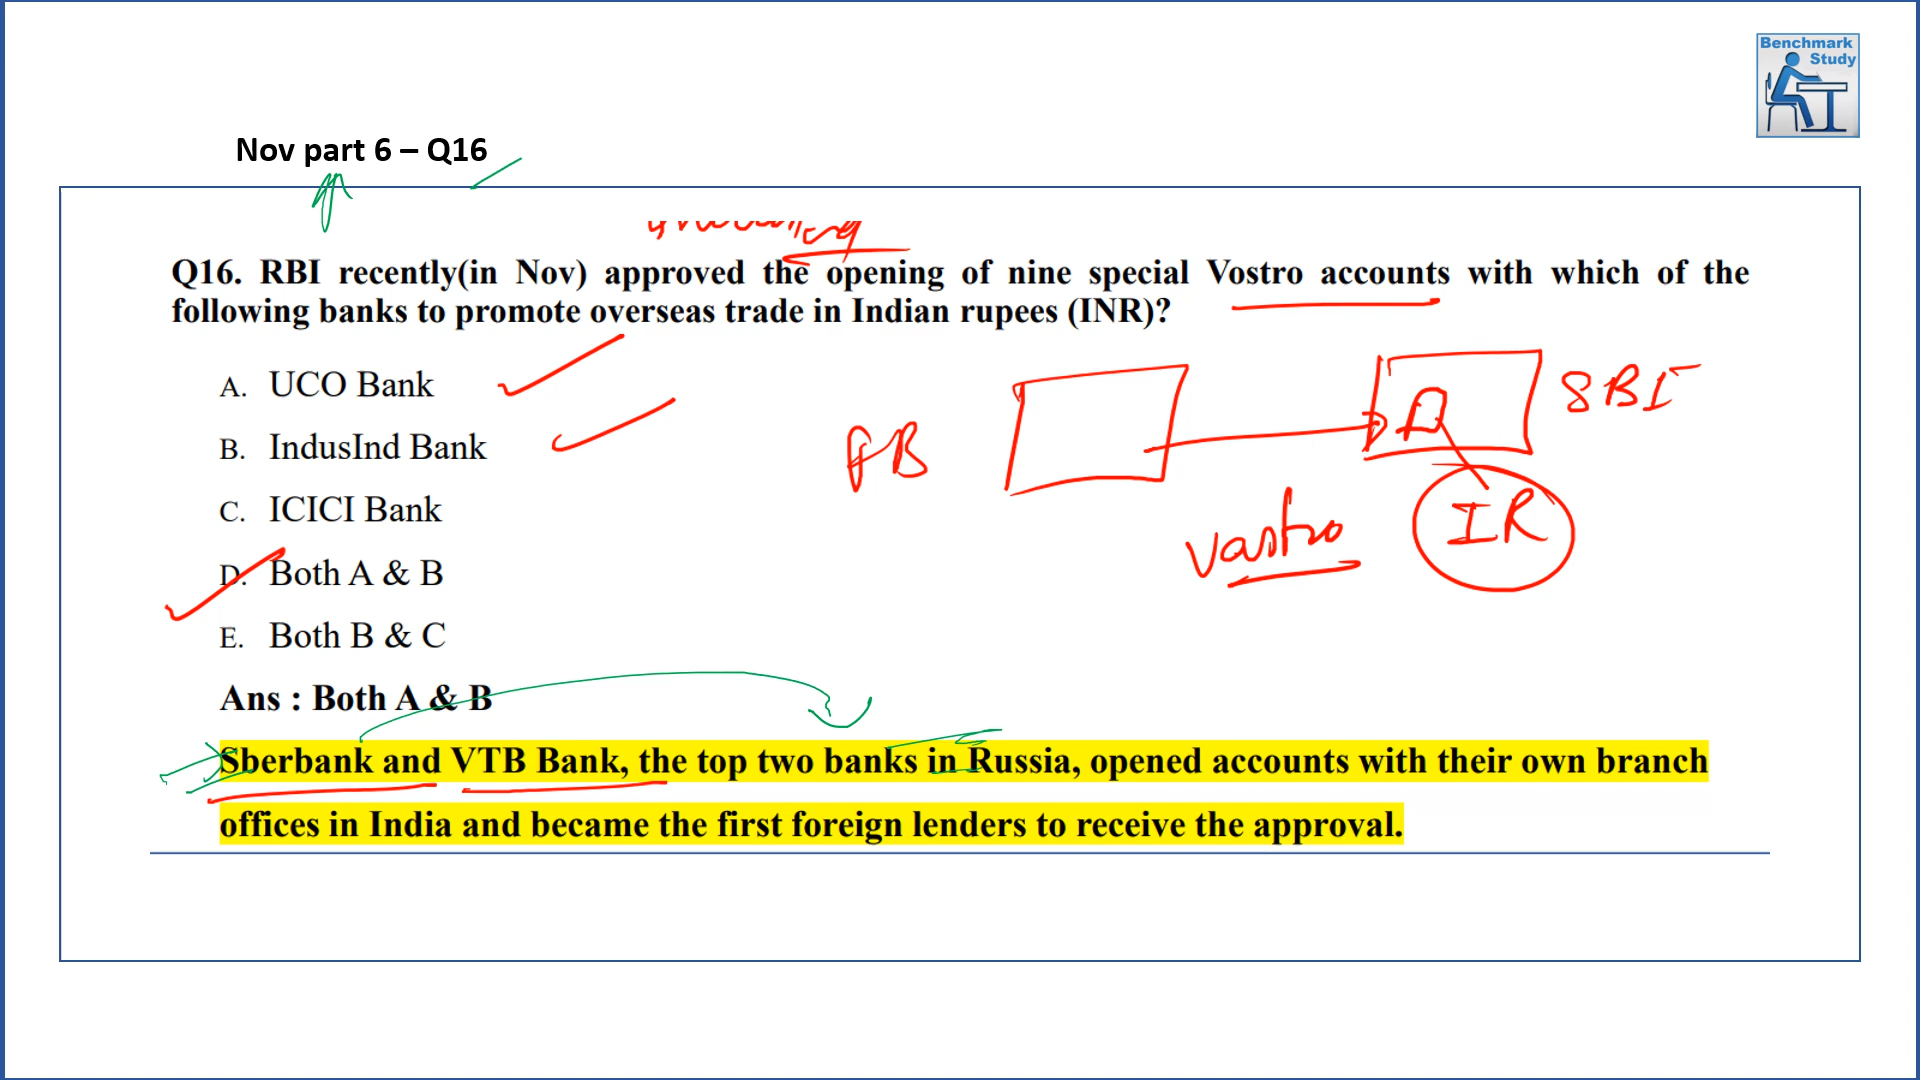 Benchmark
Study
Nov part 6 – Q16
Q16. RBI recently(in Nov) approved the opening of nine special Vostro accounts with which of the
following banks to promote overseas trade in Indian rupees (INR)?
A. UCO Bank
B. IndusInd Bank
C. ICICI Bank
D. Both A & B
E. Both B & C
SBI
FB
IR
Vostro
Ans : Both A & B
Sberbank and VTB Bank, the top two banks in Russia, opened accounts with their own branch
offices in India and became the first foreign lenders to receive the approval.